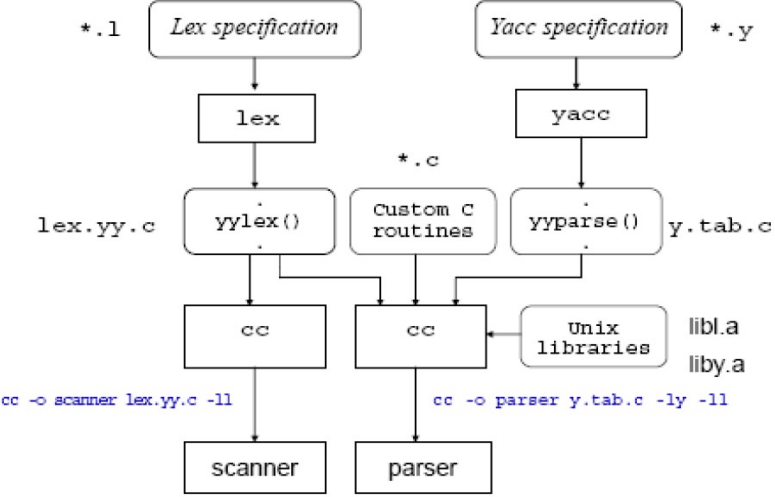 *.l
Lex specification
Yacc specification
*.y
lex
yacc
*.c
lex.yy.c
.
yylex()
.
Custom C
routines
.
yyparse()
.
y.tab.c
cc
cc
Unix
libraries
libl.a
liby.a
cc -o scanner lex.yy.c -ll
cc -o parser y.tab.c -ly -ll
scanner
parser